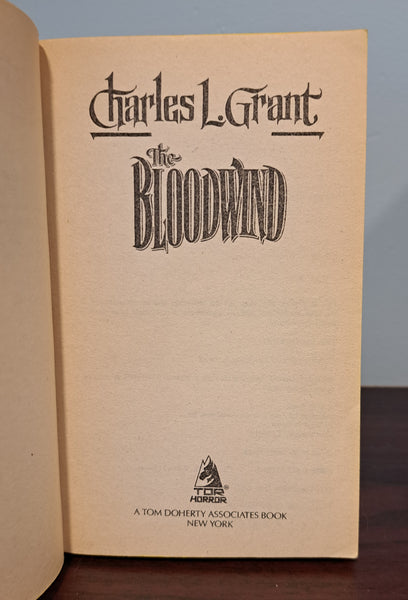 Charles L. Grant
The
BLOODWIND
TOR®
HORROR
A TOM DOHERTY ASSOCIATES BOOK
NEW YORK